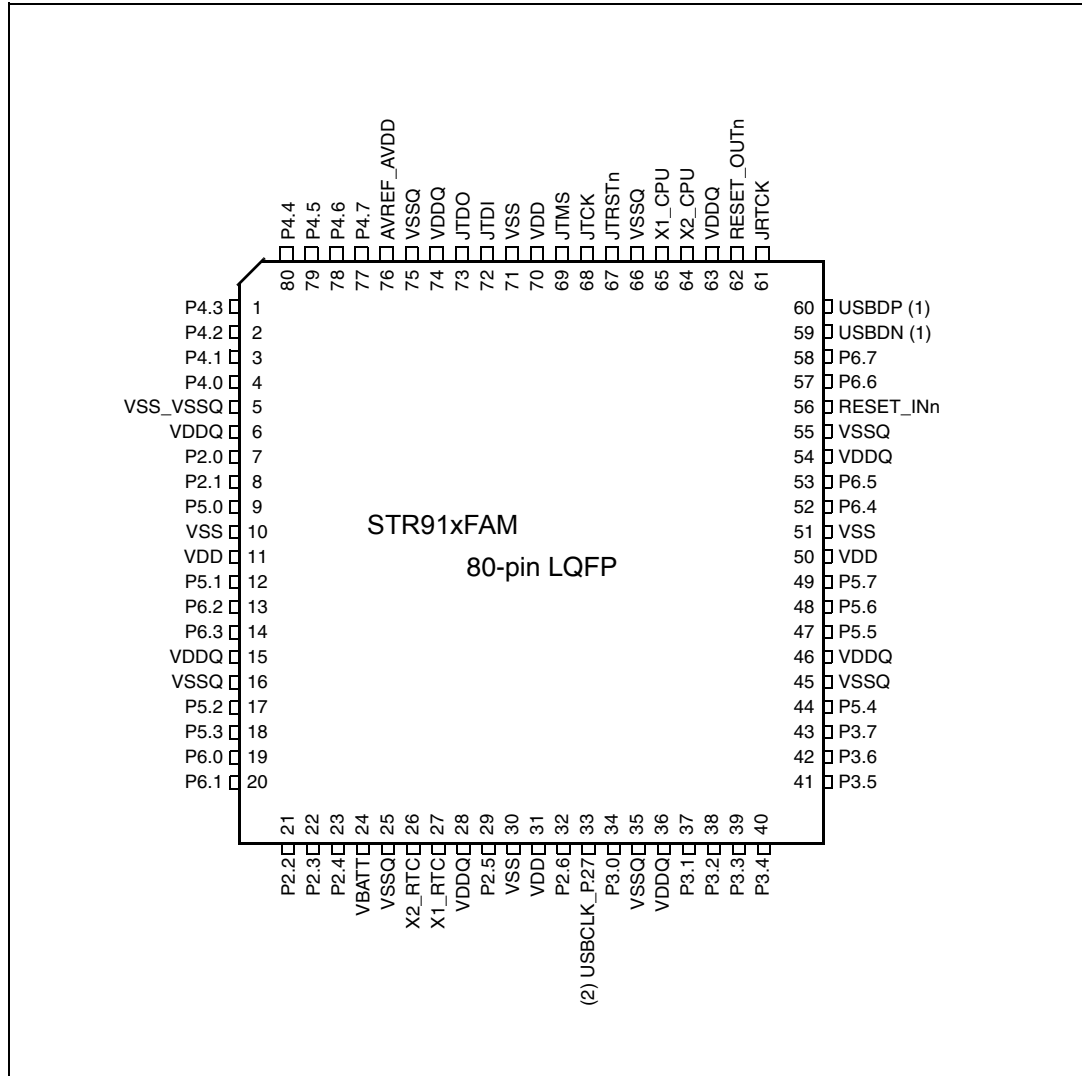 P4.4
P4.5
P4.6
P4.7
AVREF_AVDD
VSSQ
VDDQ
JTDO
JTDI
VSS
VDD
JTMS
JTCK
JTRSTn
VSSQ
X1_CPU
X2_CPU
VDDQ
RESET_OUTn
JRTCK
80
79
78
77
76
75
74
73
72
71
70
69
68
67
66
65
64
63
62
61
P4.3 1
P4.2 2
P4.1 3
P4.0 4
VSS_VSSQ 5
VDDQ 6
P2.0 7
P2.1 8
P5.0 9
VSS 10
VDD 11
P5.1 12
P6.2 13
P6.3 14
VDDQ 15
VSSQ 16
P5.2 17
P5.3 18
P6.0 19
P6.1 20
STR91xFAM
80-pin LQFP
60 USBDP (1)
59 USBDN (1)
58 P6.7
57 P6.6
56 RESET_INn
55 VSSQ
54 VDDQ
53 P6.5
52 P6.4
51 VSS
50 VDD
49 P5.7
48 P5.6
47 P5.5
46 VDDQ
45 VSSQ
44 P5.4
43 P3.7
42 P3.6
41 P3.5
21
22
23
24
25
26
27
28
29
30
31
32
33
34
35
36
37
38
39
40
P2.2
P2.3
P2.4
VBATT
VSSQ
X2_RTC
X1_RTC
VDDQ
P2.5
VSS
VDD
P2.6
(2) USBCLK_P.27
P3.0
VSSQ
VDDQ
P3.1
P3.2
P3.3
P3.4